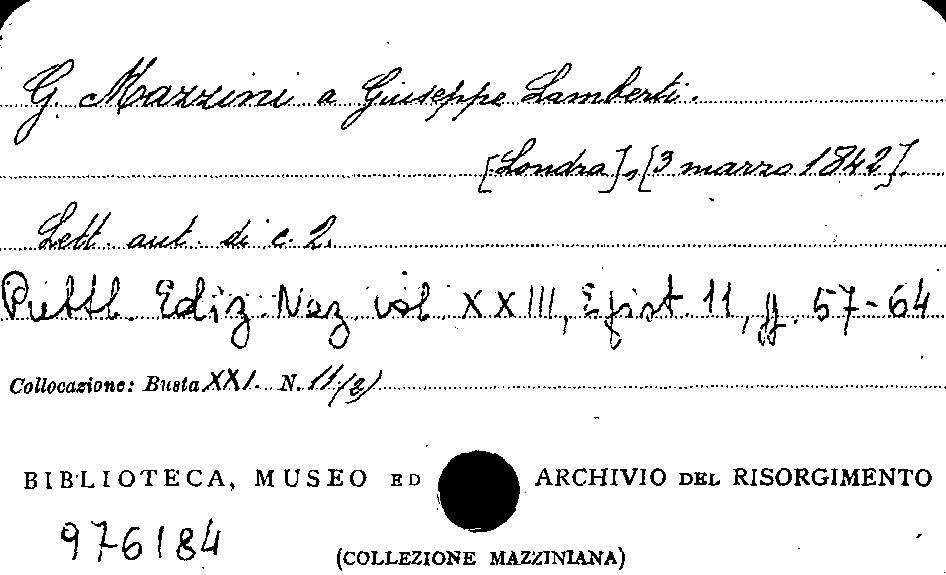 G. Mazzini a Giuseppe Lamberti.
[Londra], [3 marzo 1842].
Lett. aut. di c. 2.
Pubbl. Ediz. Naz. vol. XXIII, Epist. 11, pp. 57-64
Collocazione: Busta XXI. N. 11/(2)
BIBLIOTECA, MUSEO ED ARCHIVIO DEL RISORGIMENTO
976184
(COLLEZIONE MAZZINIANA)